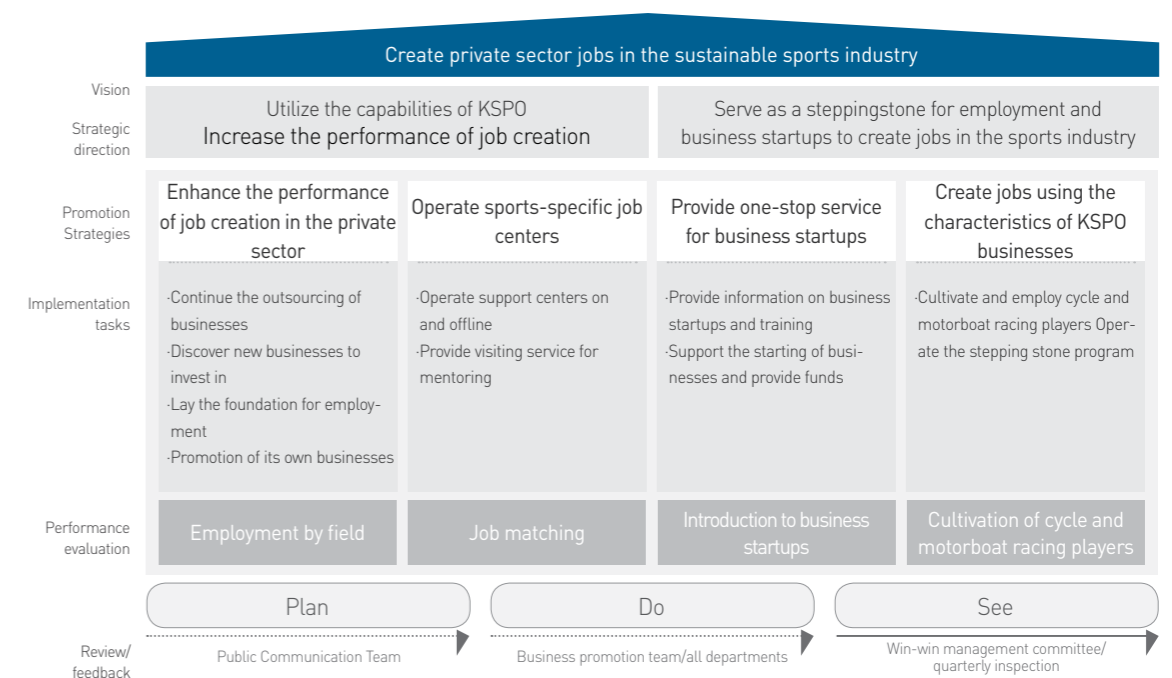 Create private sector jobs in the sustainable sports industry
Vision
Strategic
direction
Utilize the capabilities of KSPO
Increase the performance of job creation
Serve as a steppingstone for employment and
business startups to create jobs in the sports industry
Promotion
Strategies
Enhance the performance
of job creation in the private
sector
Operate sports-specific job
centers
Provide one-stop service
for business startups
Create jobs using the
characteristics of KSPO
businesses
Implementation
tasks
·Continue the outsourcing of
businesses
·Discover new businesses to
invest in
·Lay the foundation for employ-
ment
·Promotion of its own businesses
·Operate support centers on
and offline
·Provide visiting service for
mentoring
·Provide information on business
startups and training
·Support the starting of busi-
nesses and provide funds
·Cultivate and employ cycle and
motorboat racing players Oper-
ate the stepping stone program
Performance
evaluation
Employment by field
Job matching
Introduction to business
startups
Cultivation of cycle and
motorboat racing players
Plan
Do
See
Review/
feedback
Public Communication Team
Business promotion team/all departments
Win-win management committee/
quarterly inspection